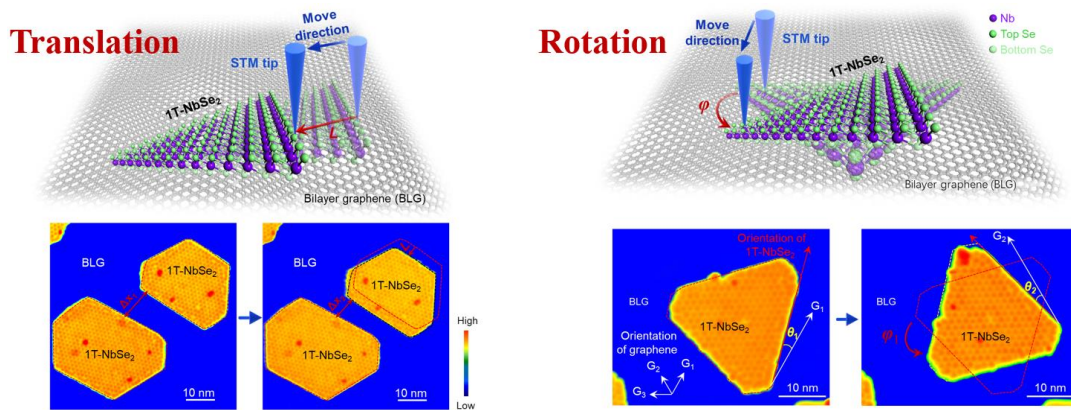 Translation
Move
direction
STM tip
1T-NbSe₂
L
Bilayer graphene (BLG)
BLG
1T-NbSe₂
Δx₁
1T-NbSe₂
10 nm
BLG
1T-NbSe₂
1T-NbSe₂
10 nm
High
Low
Rotation
Move
direction
STM tip
1T-NbSe₂
φ
Nb
Top Se
Bottom Se
Bilayer graphene (BLG)
Orientation of
1T-NbSe₂
BLG
G₁
1T-NbSe₂
θ₁
Orientation
of graphene
G₂
G₁
G₃
10 nm
G₂
BLG
θ₂
φ₁
1T-NbSe₂
10 nm